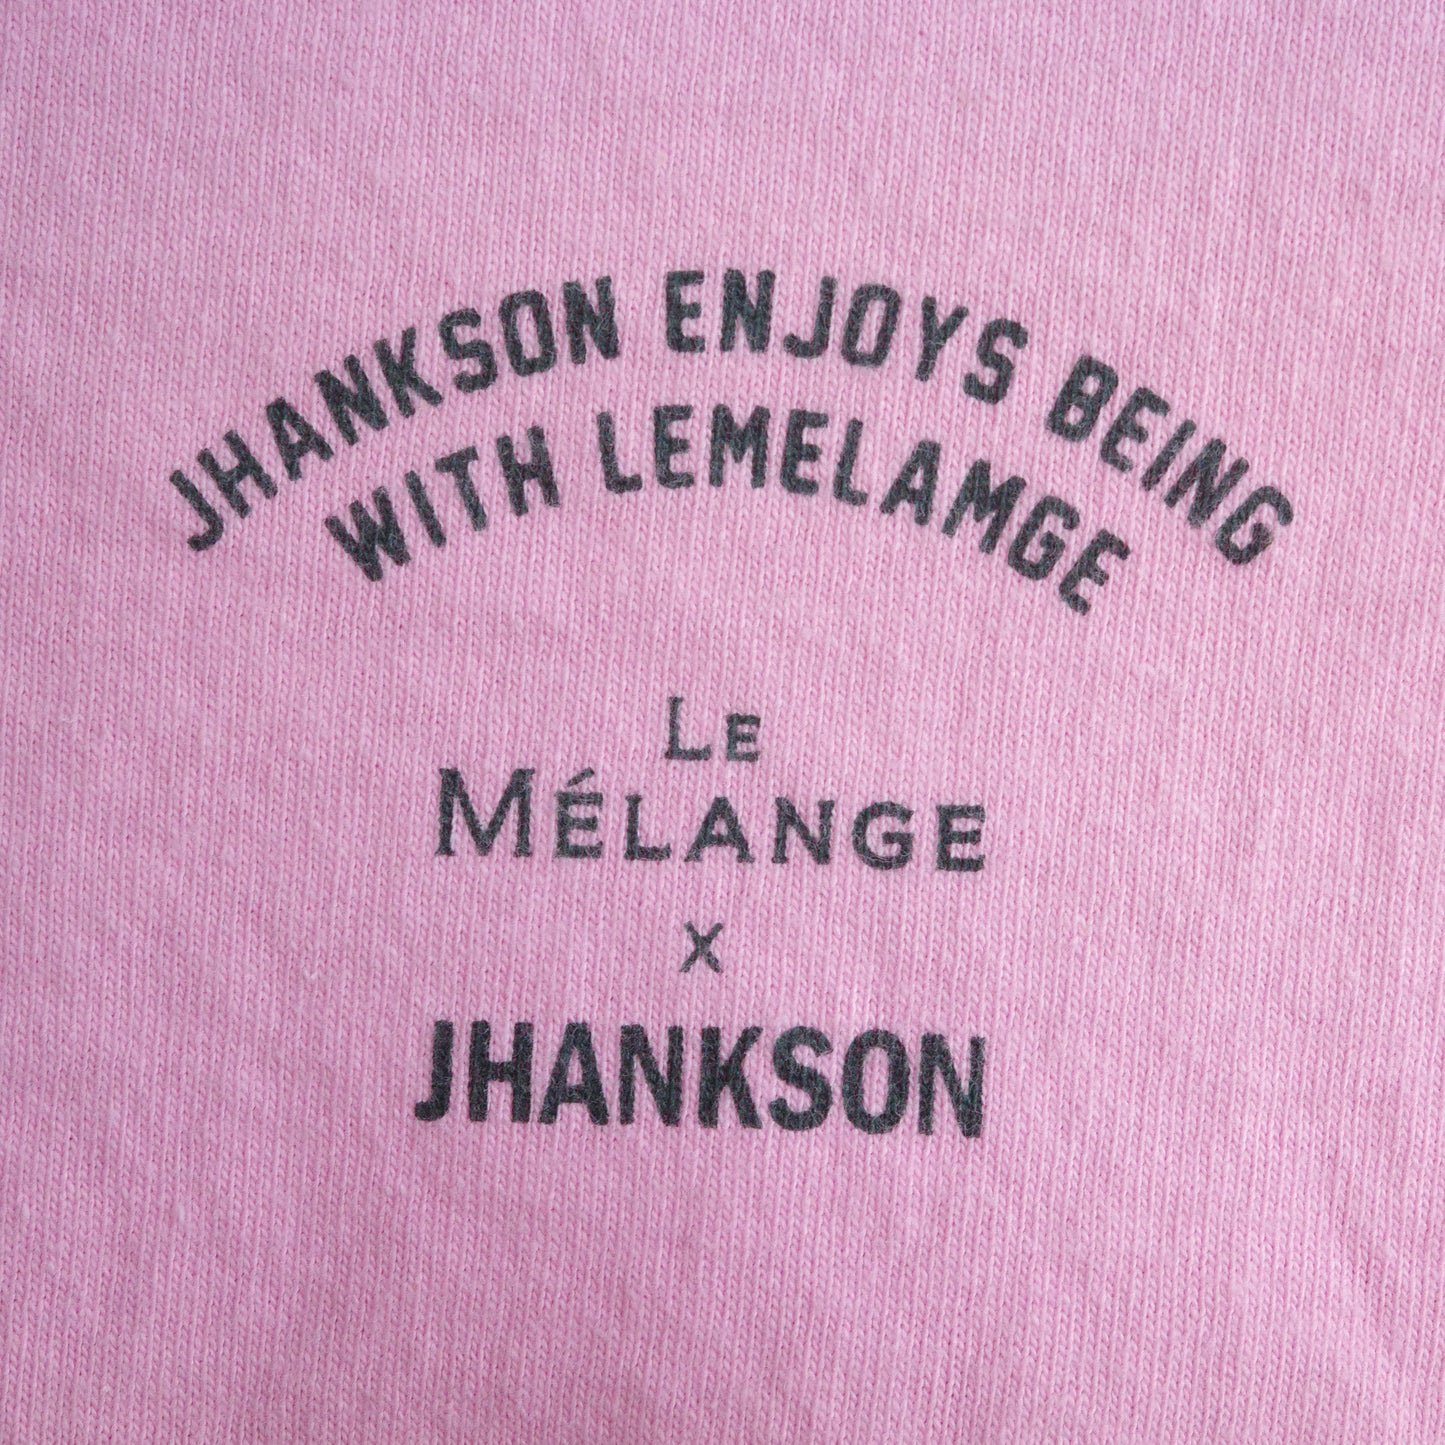 JHANKSON ENJOYS BEING
WITH LEMELAMGE
LE
MÉLANGE
x
JHANKSON